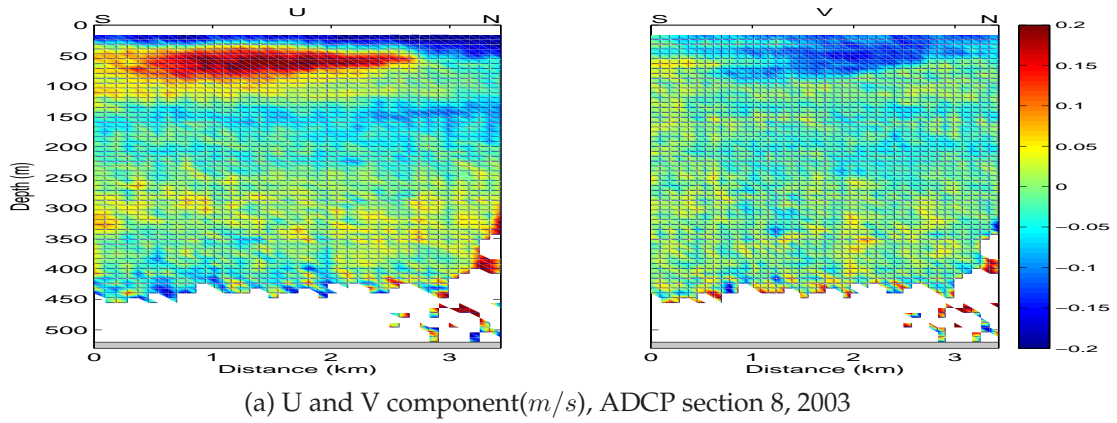 S U N
S V N
Depth (m)
0
50
100
150
200
250
300
350
400
450
500
0 1 2 3
Distance (km)
0 1 2 3
Distance (km)
0.2
0.15
0.1
0.05
0
−0.05
−0.1
−0.15
−0.2
(a) U and V component(m/s), ADCP section 8, 2003